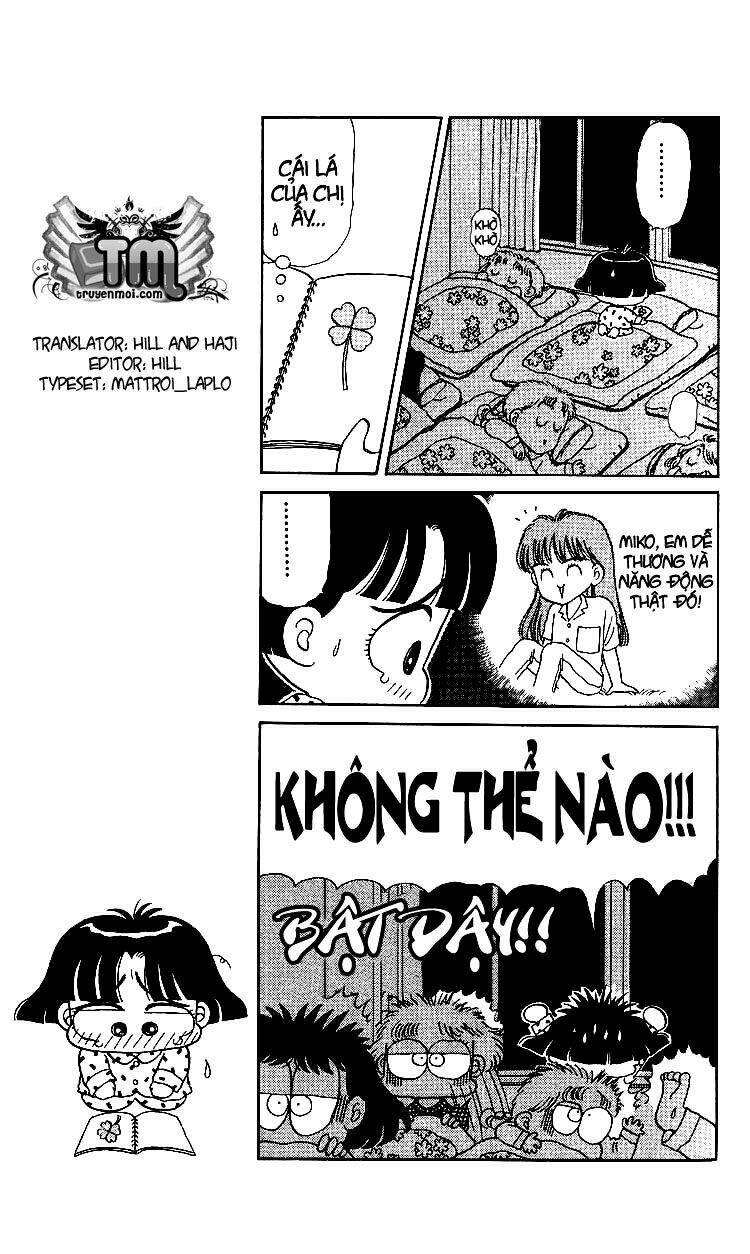 TM
truyenmoi.com
TRANSLATOR: HILL AND HAJI
EDITOR: HILL
TYPESET: MATTROI_LAPLO
.........
KHÒ
KHÒ
CÁI LÁ
CỦA CHỊ
ẤY...
MIKO, EM DỄ
THƯƠNG VÀ
NĂNG ĐỘNG
THẬT ĐÓ!
.........
KHÔNG THỂ NÀO!!!
BẬT DẬY!!